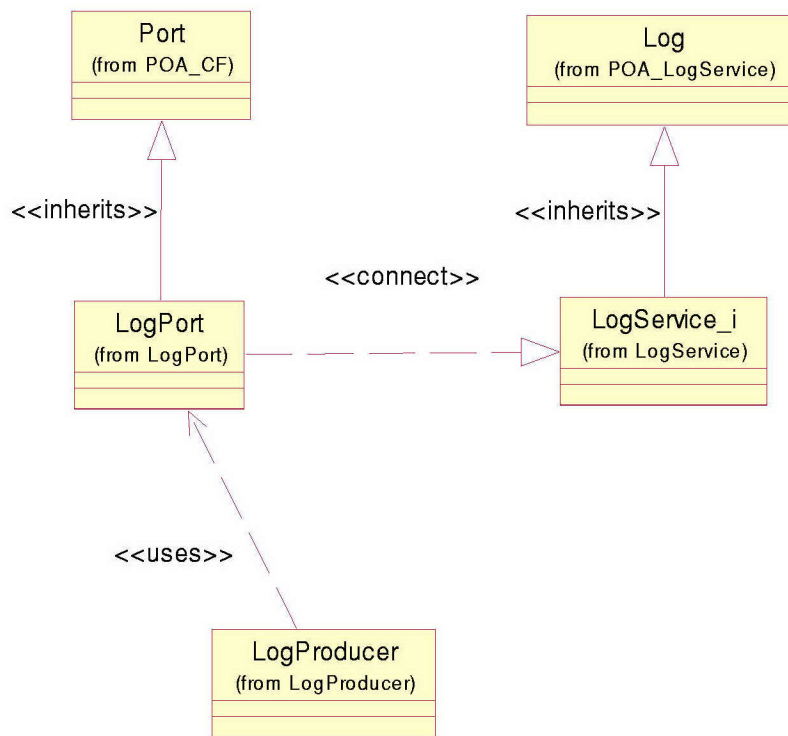 Port
(from POA_CF)
Log
(from POA_LogService)
<<inherits>>
<<inherits>>
<<connect>>
LogPort
(from LogPort)
LogService_i
(from LogService)
<<uses>>
LogProducer
(from LogProducer)